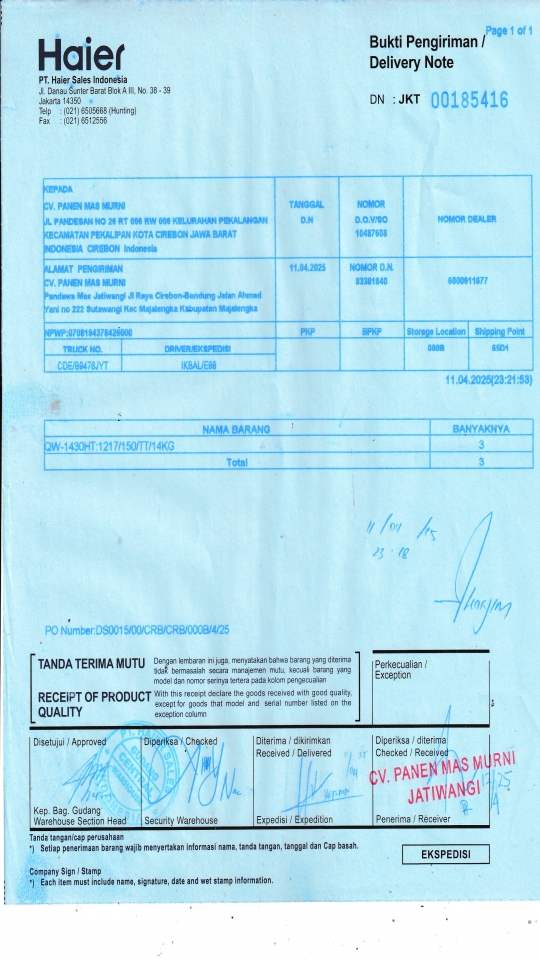 Page 1 of 1
Haier
Bukti Pengiriman /
Delivery Note
PT. Haier Sales Indonesia
Jl. Danau Sunter Barat Blok A III, No. 38 - 39
Jakarta 14350
Telp : (021) 6505668 (Hunting)
Fax : (021) 6512556
DN : JKT 00185416
KEPADA
CV. PANEN MAS MURNI
JL PANDESAN NO 26 RT 006 RW 006 KELURAHAN PEKALANGAN
KECAMATAN PEKALIPAN KOTA CIREBON JAWA BARAT
INDONESIA CIREBON Indonesia
TANGGAL
D.N
NOMOR
D.O.V/SO
10487608
NOMOR DEALER
ALAMAT PENGIRIMAN
CV. PANEN MAS MURNI
Pandawa Mas Jatiwangi Jl Raya Cirebon-Bandung Jalan Ahmad
Yani no 222 Sutawangi Kec Majalengka Kabupaten Majalengka
11.04.2025
NOMOR D.N.
83381840
NPWP:0708194378426000
PKP
BPKP
Storege Location
Shipping Point
TRUCK NO.
DRIVER/EKSPEDISI
000B
65D1
IKBAL/E88
11.04.2025(23:21:53)
NAMA BARANG
BANYAKNYA
QW-1430HT:1217/150/TT/14KG
3
Total
3
11/04/25
23.18
PO Number:DS0015/00/CRB/CRB/000B/4/25
TANDA TERIMA MUTU
Dengan lembaran ini juga, menyatakan bahwa barang yang diterima
tidak bermasalah secara manajemen mutu, kecuali barang yang
model dan nomor serinya tertera pada kolom pengecualian
RECEIPT OF PRODUCT
QUALITY
With this receipt declare the goods received with good quality,
except for goods that model and serial number listed on the
exception column
Perkecualian /
Exception
Disetujui / Approved
Diperiksa / Checked
Diterima / dikirimkan
Received / Delivered
Diperiksa / diterima
Checked / Received
CV. PANEN MAS MURNI
JATIWANGI
Kep. Bag. Gudang
Warehouse Section Head
Security Warehouse
Expedisi / Expedition
Penerima / Receiver
Tanda tangan/cap perusahaan
*) Setiap penerimaan barang wajib menyertakan informasi nama, tanda tangan, tanggal dan Cap basah.
EKSPEDISI
Company Sign / Stamp
*) Each item must include name, signature, date and wet stamp information.